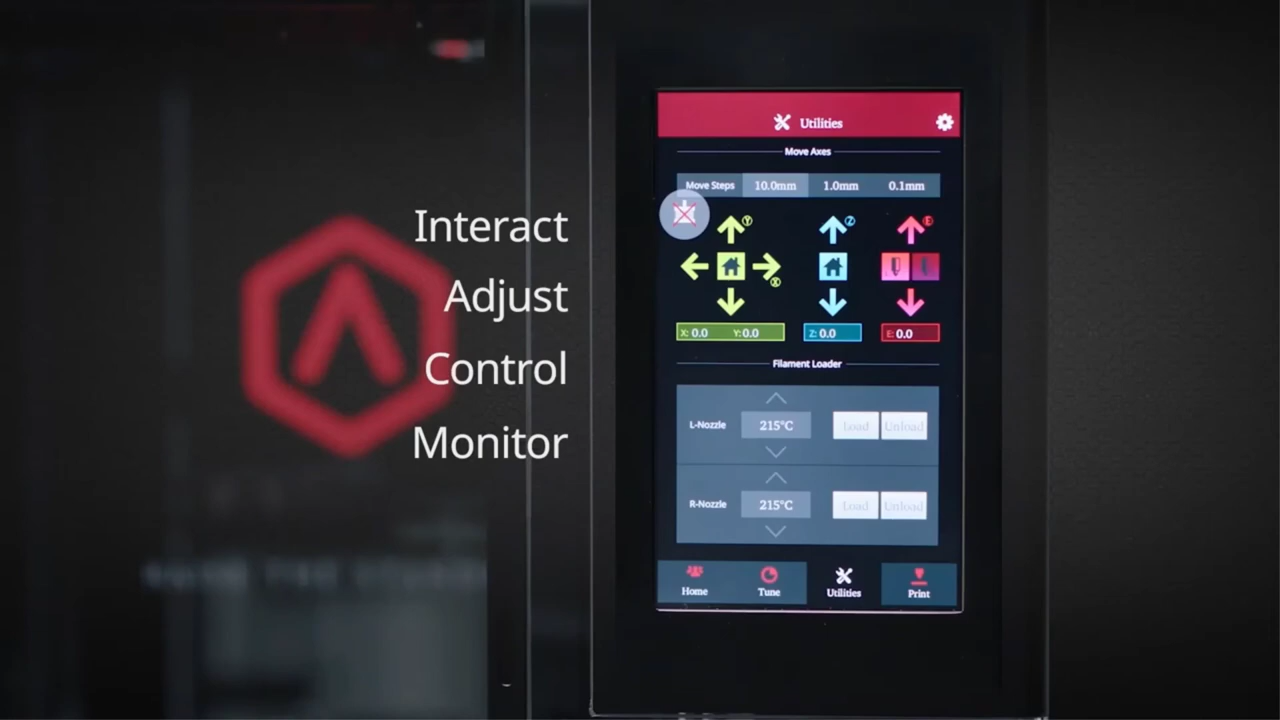 Interact
Adjust
Control
Monitor
Utilities
Move Axes
Move Steps 10.0mm 1.0mm 0.1mm
Y Z E
X
X: 0.0 Y: 0.0 Z: 0.0 E: 0.0
Filament Loader
L-Nozzle 215°C Load Unload
R-Nozzle 215°C Load Unload
Home Tune Utilities Print